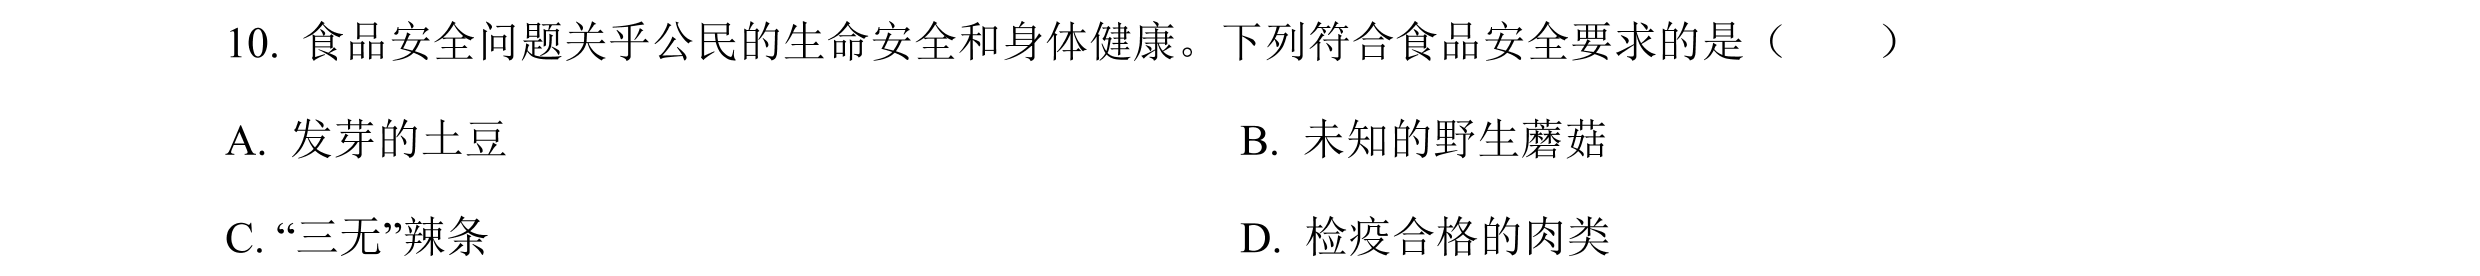 10. 食品安全问题关乎公民的生命安全和身体健康。下列符合食品安全要求的是（　　）
A. 发芽的土豆　　B. 未知的野生蘑菇
C. “三无”辣条　　D. 检疫合格的肉类